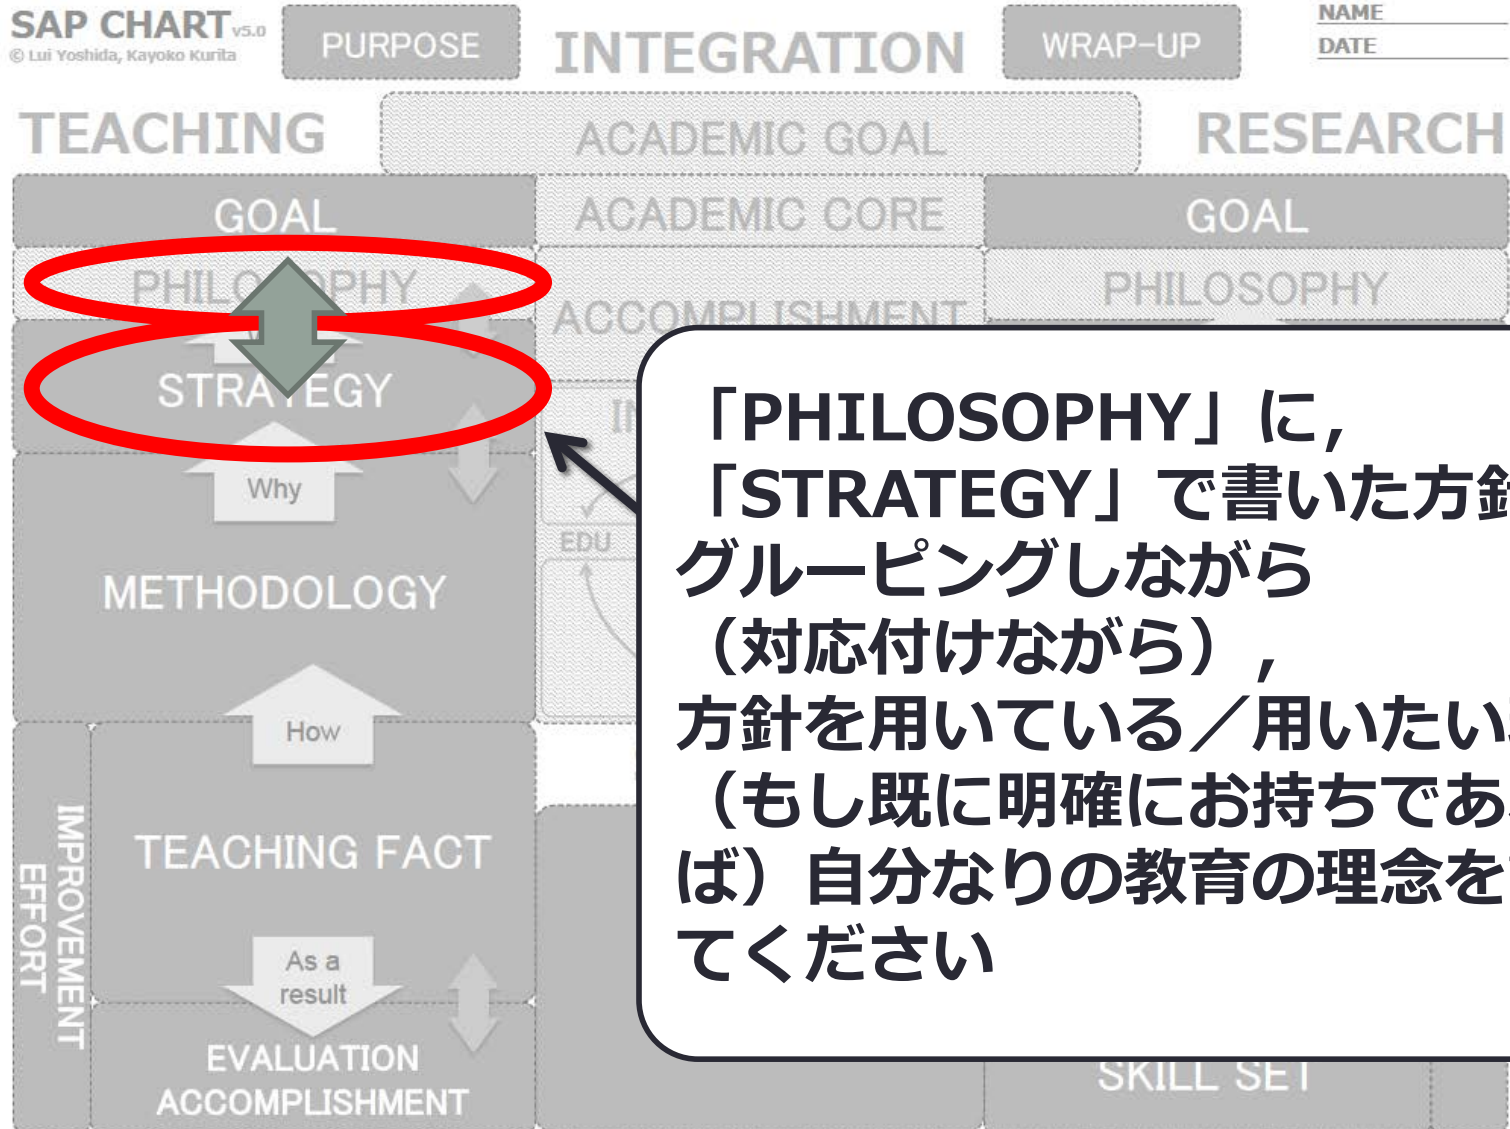 SAP CHART v5.0
© Lui Yoshida, Kayoko Kurita
PURPOSE
INTEGRATION
WRAP-UP
NAME
DATE
TEACHING
ACADEMIC GOAL
RESEARCH
GOAL
ACADEMIC CORE
GOAL
PHILOSOPHY
ACCOMPLISHMENT
PHILOSOPHY
STRATEGY
Why
METHODOLOGY
EDU
How
TEACHING FACT
IMPROVEMENT
EFFORT
As a
result
EVALUATION
ACCOMPLISHMENT
SKILL SET
「PHILOSOPHY」に,
「STRATEGY」で書いた方針
グルーピングしながら
（対応付けながら）,
方針を用いている／用いたい
（もし既に明確にお持ちであ
ば）自分なりの教育の理念を
てください